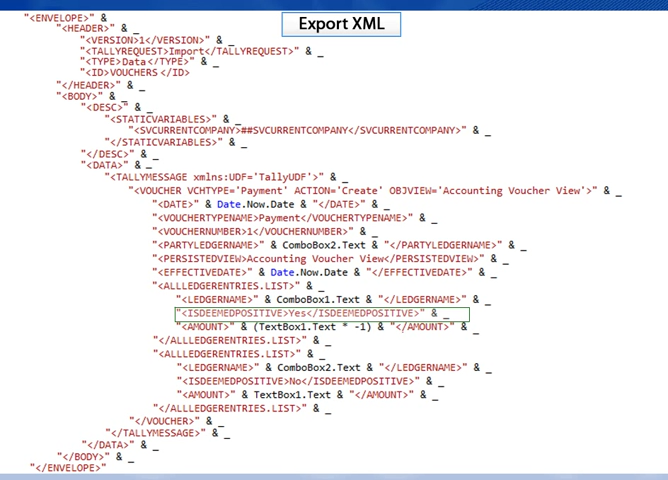 Export XML
"<ENVELOPE>" &
"<HEADER>" & _
"<VERSION>1</VERSION>" & _
"<TALLYREQUEST>Import</TALLYREQUEST>" & _
"<TYPE>Data</TYPE>" & _
"<ID>VOUCHERS</ID>
"</HEADER>" & _
"<BODY>" & _
"<DESC>" & _
"<STATICVARIABLES>" & _
"<SVCURRENTCOMPANY>##SVCURRENTCOMPANY</SVCURRENTCOMPANY>" & _
"</STATICVARIABLES>" & _
"</DESC>" & _
"<DATA>" & _
"<TALLYMESSAGE xmlns:UDF='TallyUDF'>" & _
"<VOUCHER VCHTYPE='Payment' ACTION='Create' OBJVIEW='Accounting Voucher View'>" & _
"<DATE>" & Date.Now.Date & "</DATE>" & _
"<VOUCHERTYPENAME>Payment</VOUCHERTYPENAME>" & _
"<VOUCHERNUMBER>1</VOUCHERNUMBER>" & _
"<PARTYLEDGERNAME>" & ComboBox2.Text & "</PARTYLEDGERNAME>" & _
"<PERSISTEDVIEW>Accounting Voucher View</PERSISTEDVIEW>" & _
"<EFFECTIVEDATE>" & Date.Now.Date & "</EFFECTIVEDATE>" & _
"<ALLLEDGERENTRIES.LIST>" & _
"<LEDGERNAME>" & ComboBox1.Text & "</LEDGERNAME>" & _
"<ISDEEMEDPOSITIVE>Yes</ISDEEMEDPOSITIVE>" & _
"<AMOUNT>" & (TextBox1.Text * -1) & "</AMOUNT>" & _
"</ALLLEDGERENTRIES.LIST>" & _
"<ALLLEDGERENTRIES.LIST>" & _
"<LEDGERNAME>" & ComboBox2.Text & "</LEDGERNAME>" & _
"<ISDEEMEDPOSITIVE>No</ISDEEMEDPOSITIVE>" & _
"<AMOUNT>" & TextBox1.Text & "</AMOUNT>" & _
"</ALLLEDGERENTRIES.LIST>" & _
"</VOUCHER>" & _
"</TALLYMESSAGE>" & _
"</DATA>" & _
"</BODY>" & _
"</ENVELOPE>"